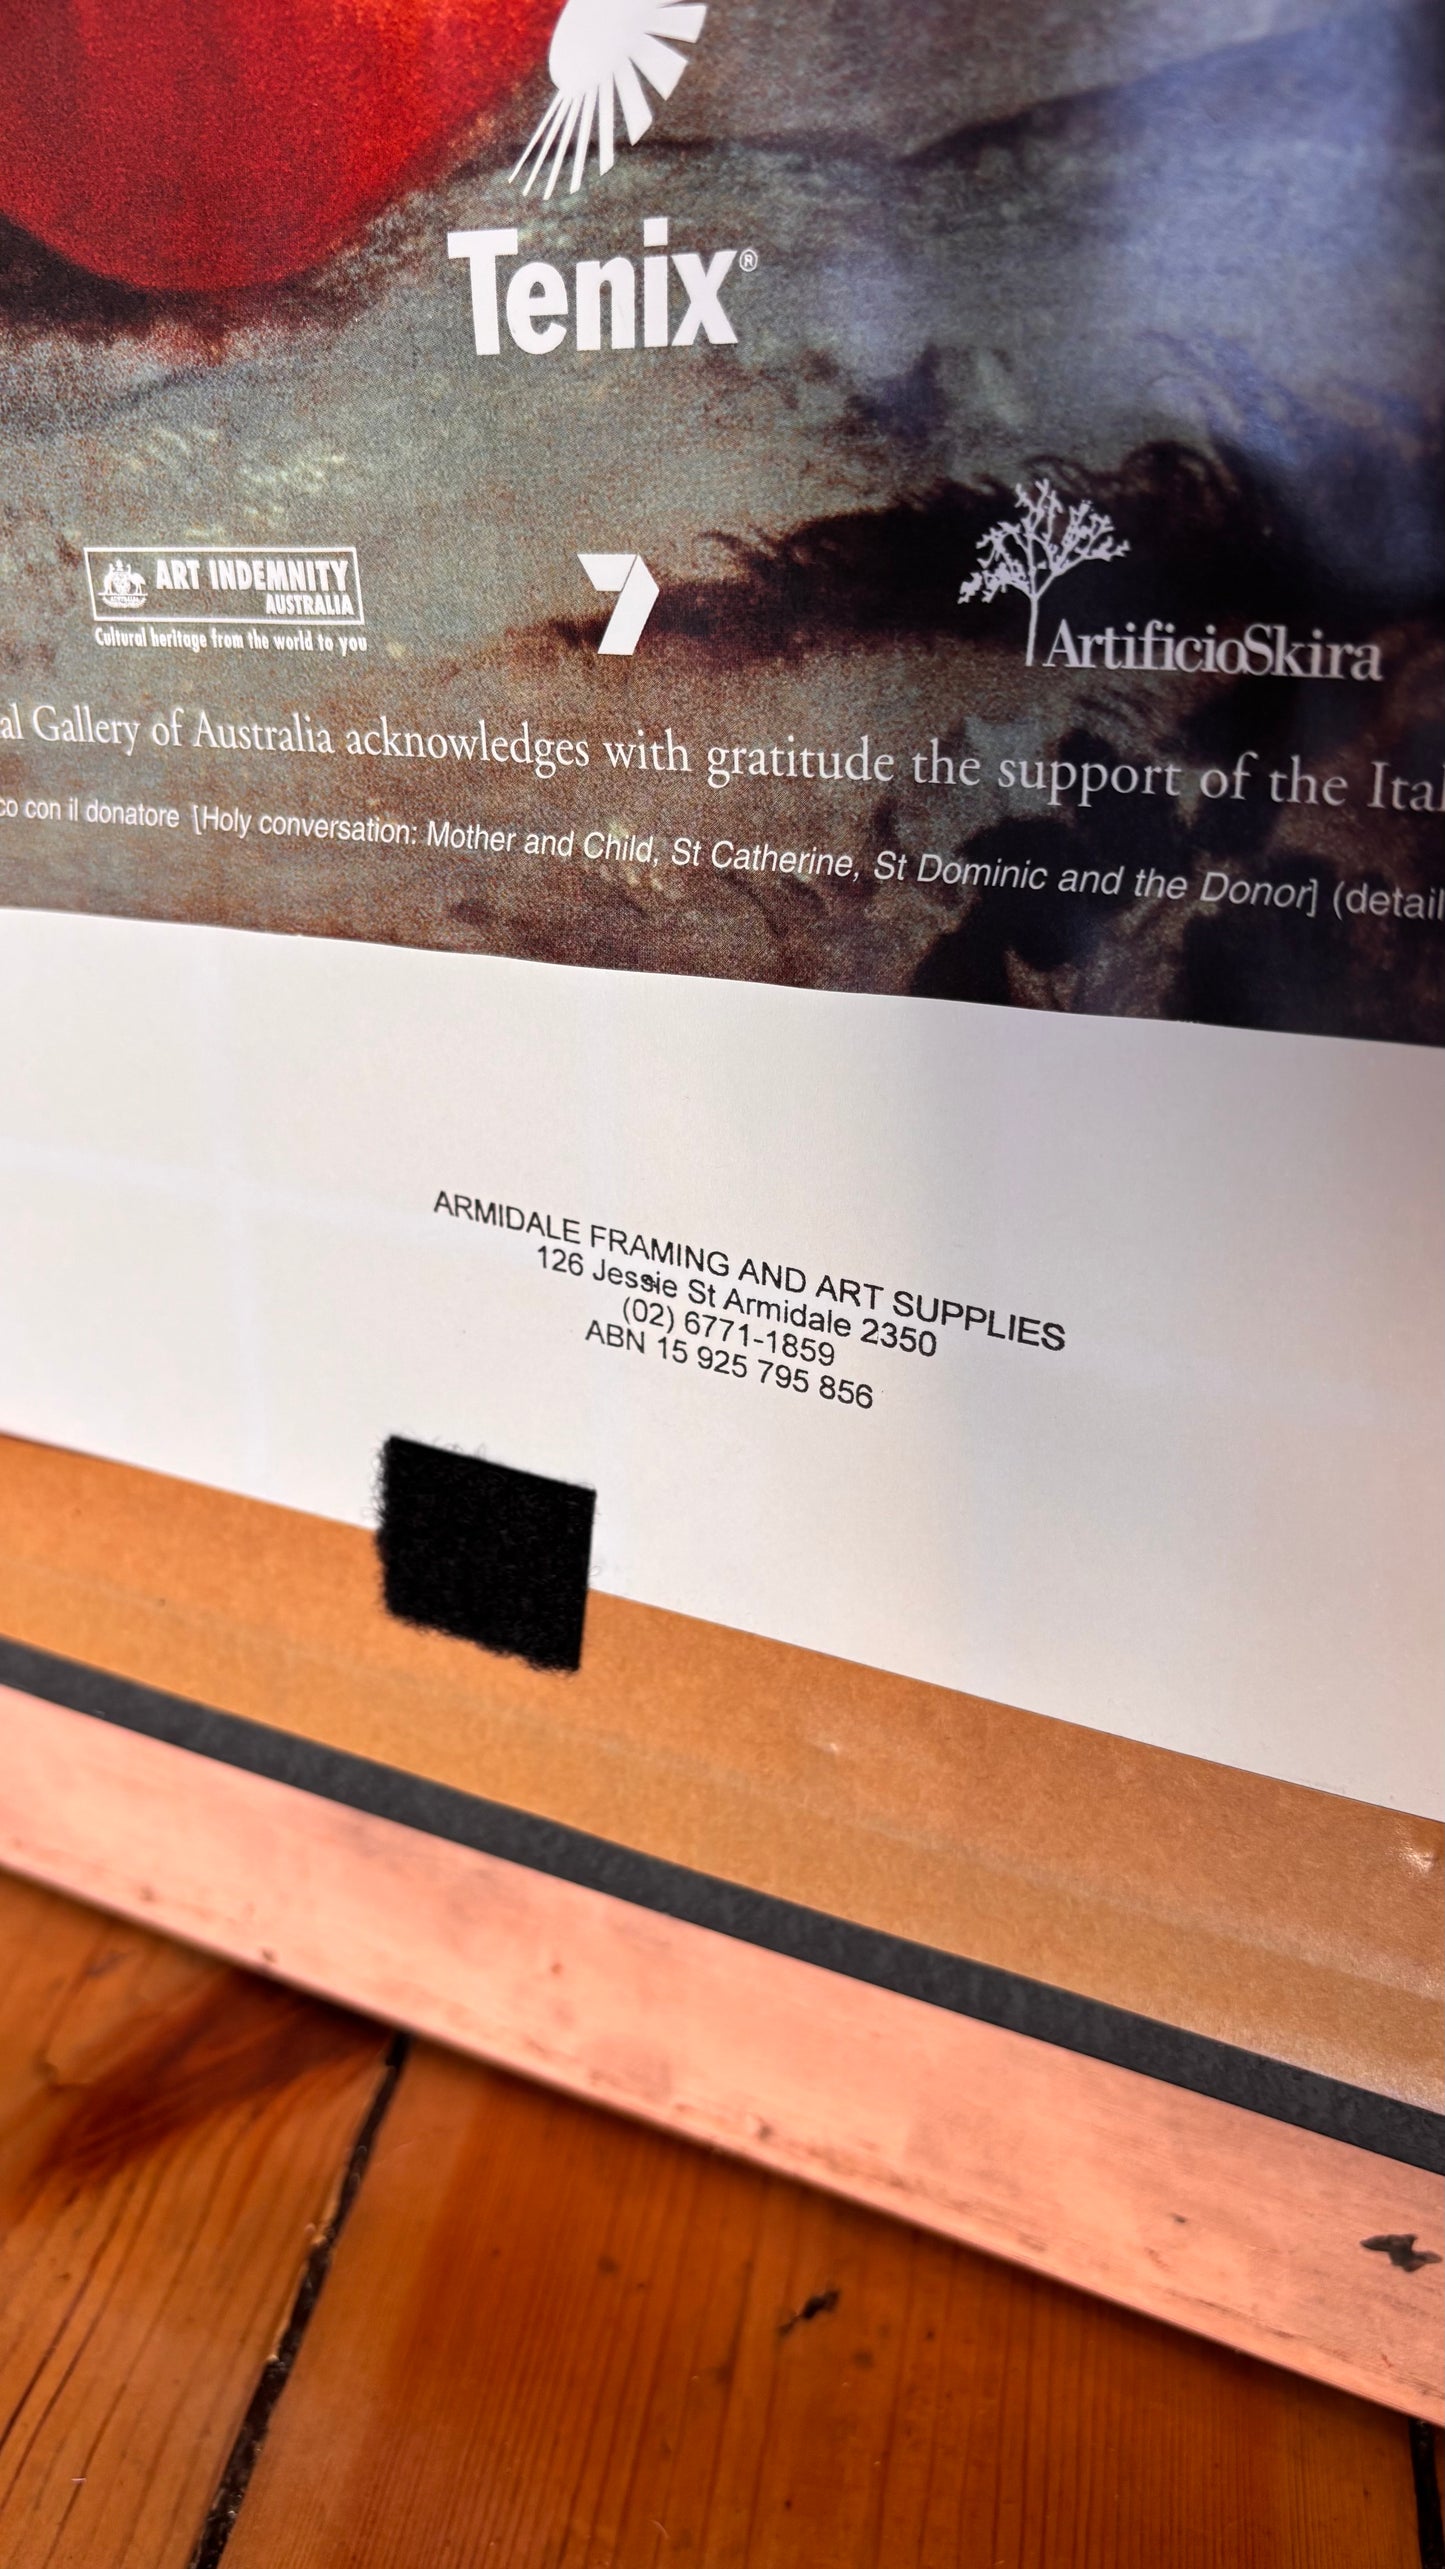 Tenix®
ART INDEMNITY
AUSTRALIA
Cultural heritage from the world to you
7
ArtificioSkira
al Gallery of Australia acknowledges with gratitude the support of the Ital
co con il donatore [Holy conversation: Mother and Child, St Catherine, St Dominic and the Donor] (detail
ARMIDALE FRAMING AND ART SUPPLIES
126 Jessie St Armidale 2350
(02) 6771-1859
ABN 15 925 795 856